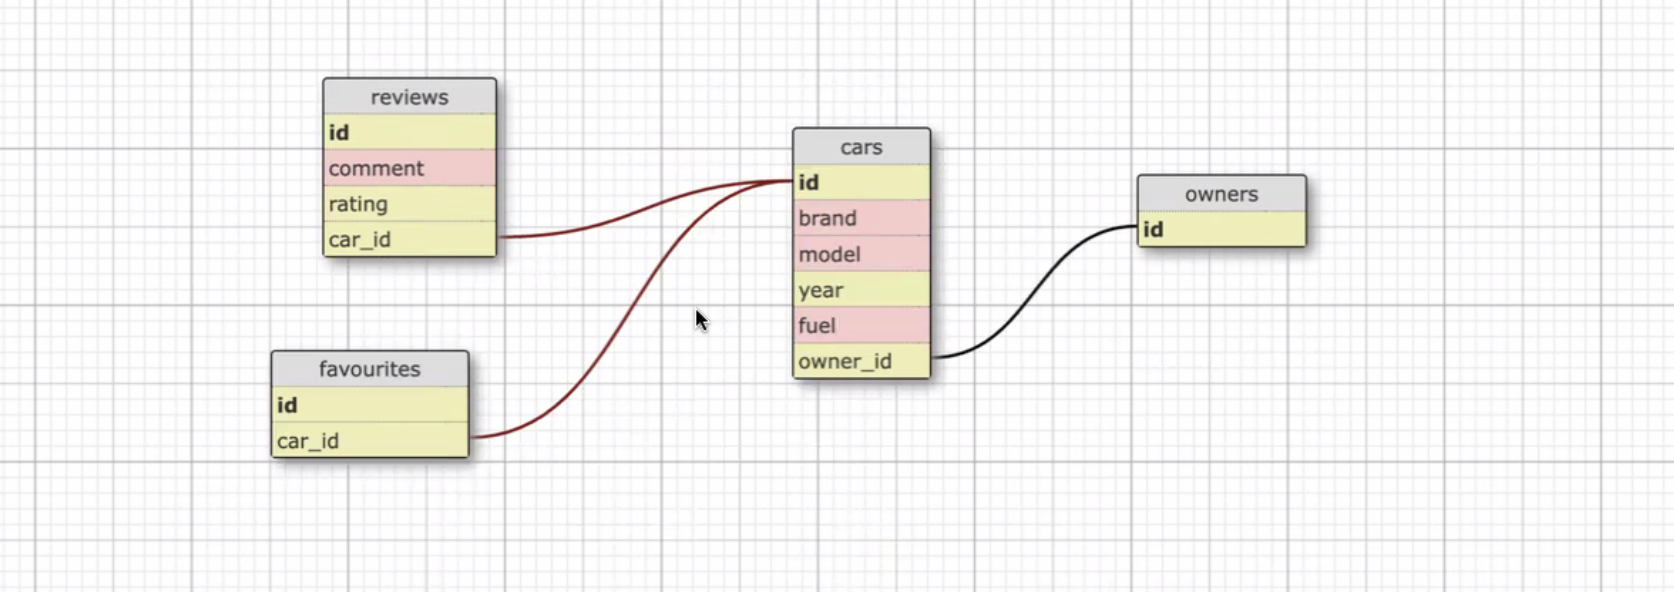 reviews
id
comment
rating
car_id
favourites
id
car_id
cars
id
brand
model
year
fuel
owner_id
owners
id